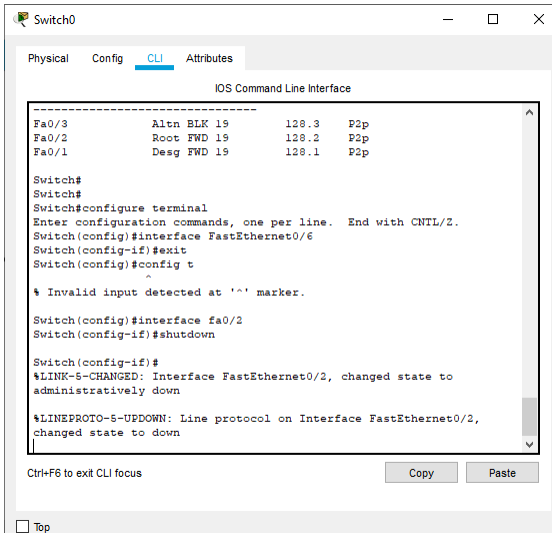 Switch0
Physical Config CLI Attributes
IOS Command Line Interface
--------------------------------
Fa0/3 Altn BLK 19 128.3 P2p
Fa0/2 Root FWD 19 128.2 P2p
Fa0/1 Desg FWD 19 128.1 P2p
Switch#
Switch#
Switch#configure terminal
Enter configuration commands, one per line. End with CNTL/Z.
Switch(config)#interface FastEthernet0/6
Switch(config-if)#exit
Switch(config)#config t
^
% Invalid input detected at '^' marker.
Switch(config)#interface fa0/2
Switch(config-if)#shutdown
Switch(config-if)#
%LINK-5-CHANGED: Interface FastEthernet0/2, changed state to
administratively down
%LINEPROTO-5-UPDOWN: Line protocol on Interface FastEthernet0/2,
changed state to down
Ctrl+F6 to exit CLI focus
Copy Paste
Top